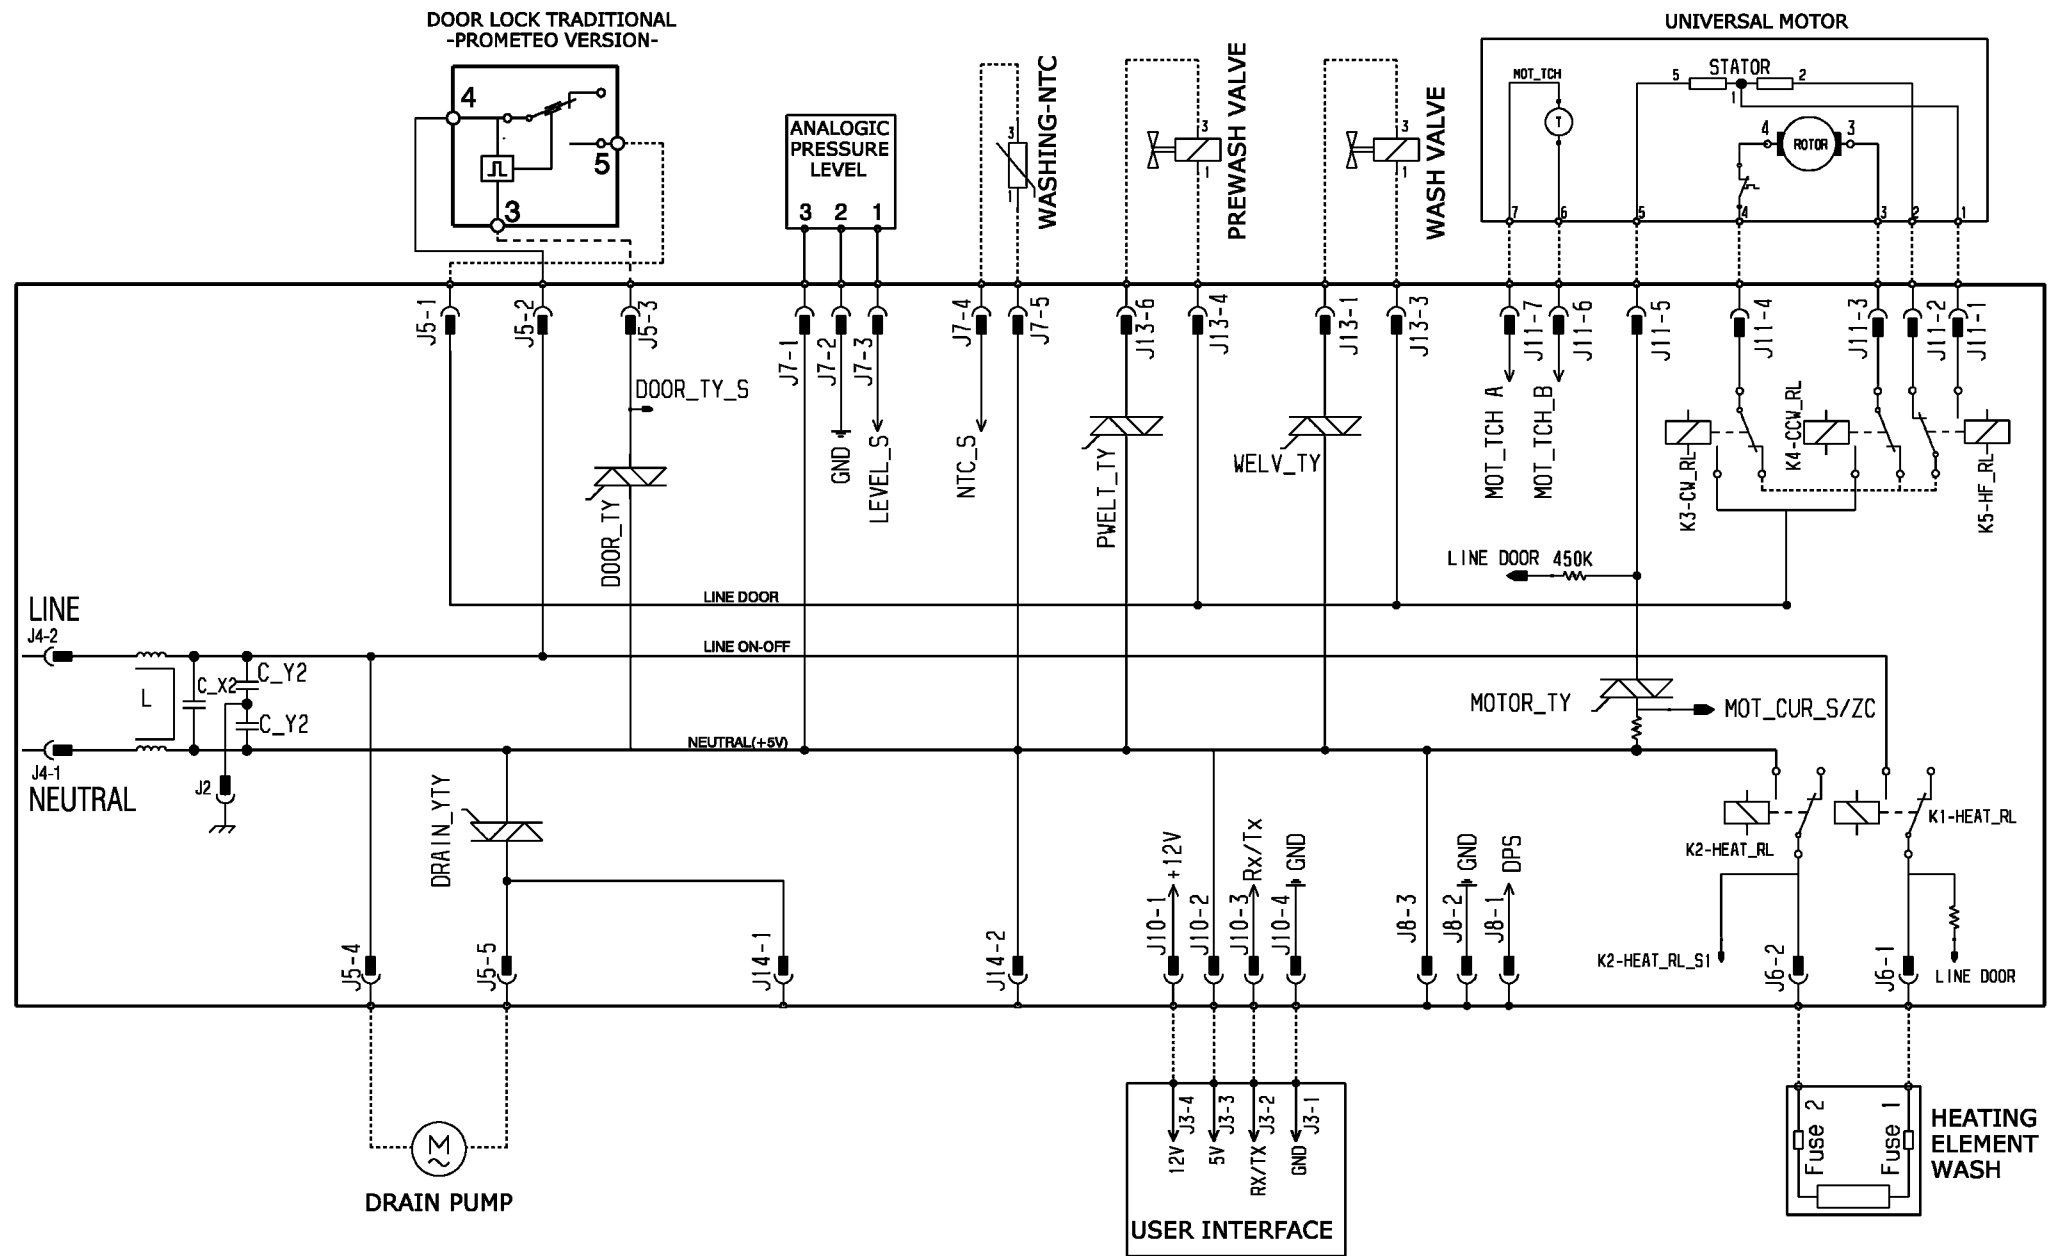 DOOR LOCK TRADITIONAL
-PROMETEO VERSION-
4
5
3
ANALOGIC
PRESSURE
LEVEL
3 2 1
WASHING-NTC
3
1
PREWASH VALVE
3
1
WASH VALVE
3
1
UNIVERSAL MOTOR
MOT_TCH
T
5
STATOR
2
1
4
ROTOR
3
7 6 5 4 3 2 1
J5-1
J5-2
J5-3
J7-1
J7-2
J7-3
J7-4
J7-5
J13-6
J13-4
J13-1
J13-3
J11-7
J11-6
J11-5
J11-4
J11-3
J11-2
J11-1
DOOR_TY_S
DOOR_TY
GND
LEVEL_S
NTC_S
PWELT_TY
WELV_TY
MOT_TCH A
MOT_TCH_B
K3-CW_RL
K4-CCW_RL
K5-HF_RL
LINE DOOR 450K
LINE DOOR
LINE
J4-2
LINE ON-OFF
L
C_X2
C_Y2
C_Y2
MOTOR_TY
MOT_CUR_S/ZC
NEUTRAL(+5V)
J4-1
NEUTRAL
J2
DRAIN_YTY
K2-HEAT_RL
K1-HEAT_RL
+12V
Rx/Tx
GND
GND
DPS
J5-4
J5-5
J14-1
J14-2
J10-1
J10-2
J10-3
J10-4
J8-3
J8-2
J8-1
K2-HEAT_RL_S1
J6-2
J6-1
LINE DOOR
M
DRAIN PUMP
J3-4
J3-3
J3-2
J3-1
12V
5V
RX/TX
GND
USER INTERFACE
Fuse 2
Fuse 1
HEATING
ELEMENT
WASH